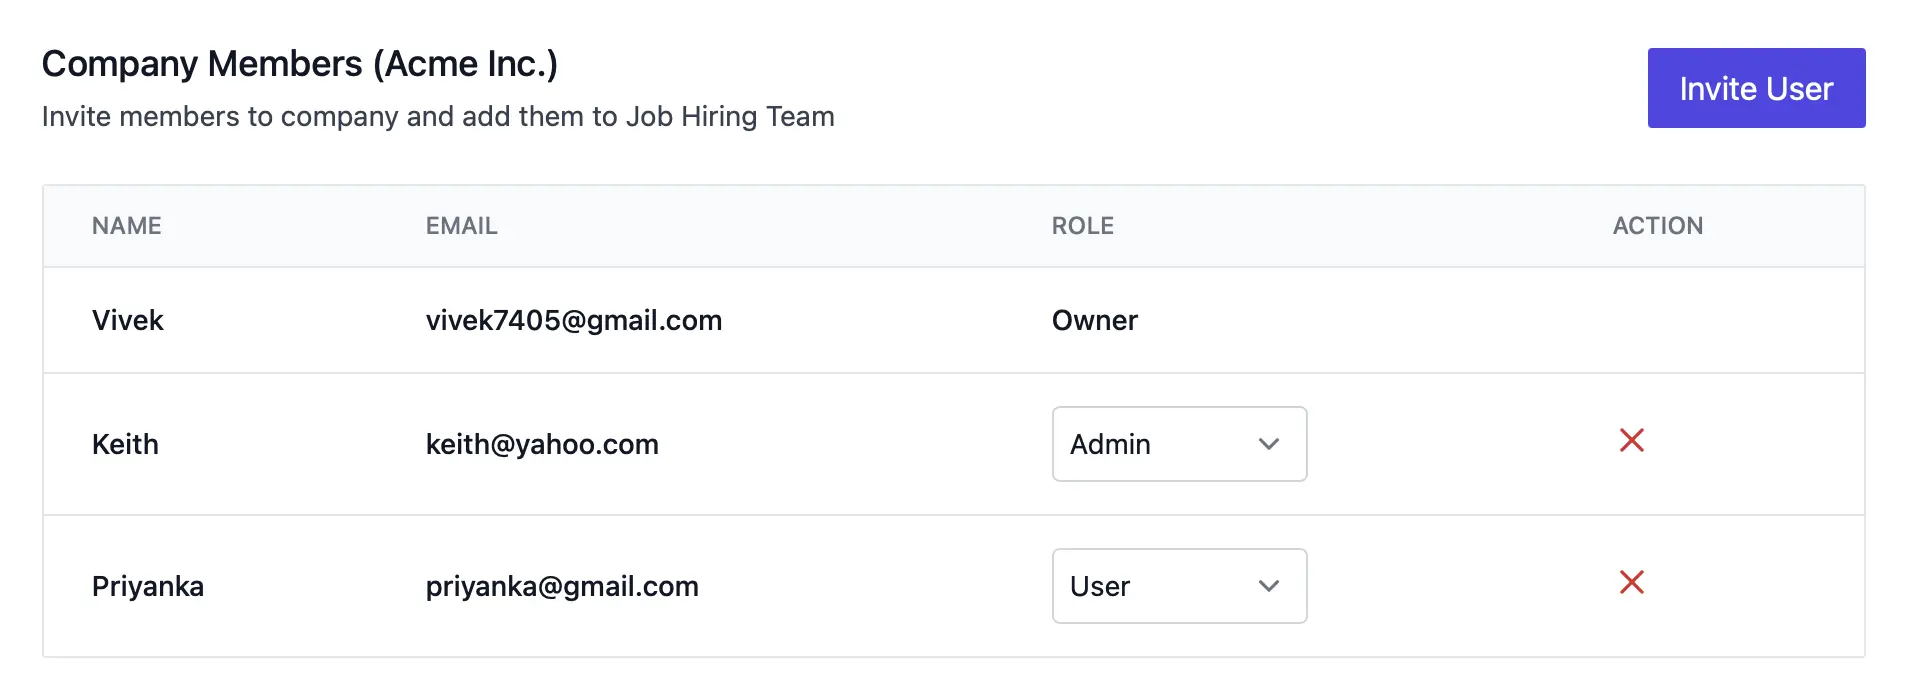 Company Members (Acme Inc.)
Invite members to company and add them to Job Hiring Team
Invite User
NAME EMAIL ROLE ACTION
Vivek vivek7405@gmail.com Owner
Keith keith@yahoo.com Admin
Priyanka priyanka@gmail.com User